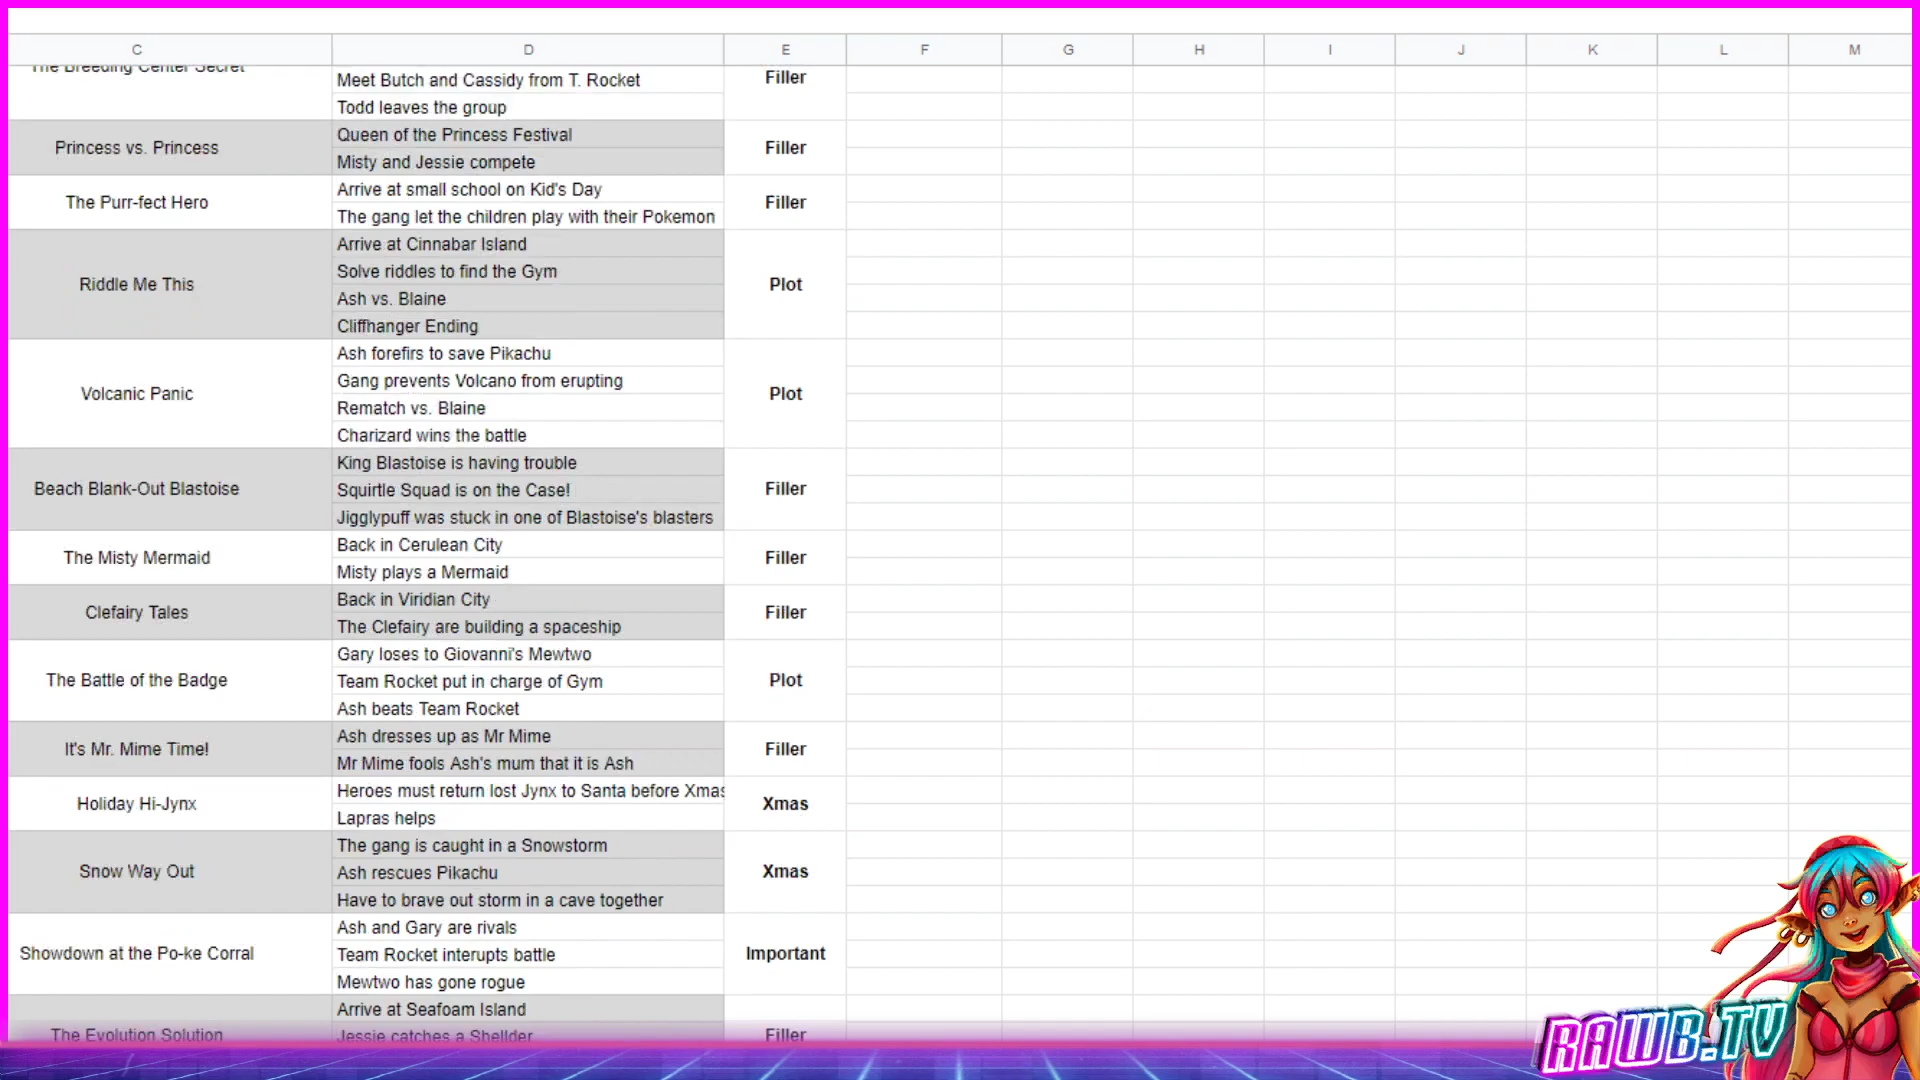 C D E F G H I J K L M
The Breeding Center Secret
Meet Butch and Cassidy from T. Rocket
Filler
Todd leaves the group
Princess vs. Princess
Queen of the Princess Festival
Misty and Jessie compete
Filler
The Purr-fect Hero
Arrive at small school on Kid's Day
The gang let the children play with their Pokemon
Filler
Riddle Me This
Arrive at Cinnabar Island
Solve riddles to find the Gym
Ash vs. Blaine
Cliffhanger Ending
Plot
Volcanic Panic
Ash forefirs to save Pikachu
Gang prevents Volcano from erupting
Rematch vs. Blaine
Charizard wins the battle
Plot
Beach Blank-Out Blastoise
King Blastoise is having trouble
Squirtle Squad is on the Case!
Jigglypuff was stuck in one of Blastoise's blasters
Filler
The Misty Mermaid
Back in Cerulean City
Misty plays a Mermaid
Filler
Clefairy Tales
Back in Viridian City
The Clefairy are building a spaceship
Filler
The Battle of the Badge
Gary loses to Giovanni's Mewtwo
Team Rocket put in charge of Gym
Ash beats Team Rocket
Plot
It's Mr. Mime Time!
Ash dresses up as Mr Mime
Mr Mime fools Ash's mum that it is Ash
Filler
Holiday Hi-Jynx
Heroes must return lost Jynx to Santa before Xmas
Lapras helps
Xmas
Snow Way Out
The gang is caught in a Snowstorm
Ash rescues Pikachu
Have to brave out storm in a cave together
Xmas
Showdown at the Po-ke Corral
Ash and Gary are rivals
Team Rocket interupts battle
Mewtwo has gone rogue
Important
The Evolution Solution
Arrive at Seafoam Island
Jessie catches a Shellder
Filler
RAWB.TV